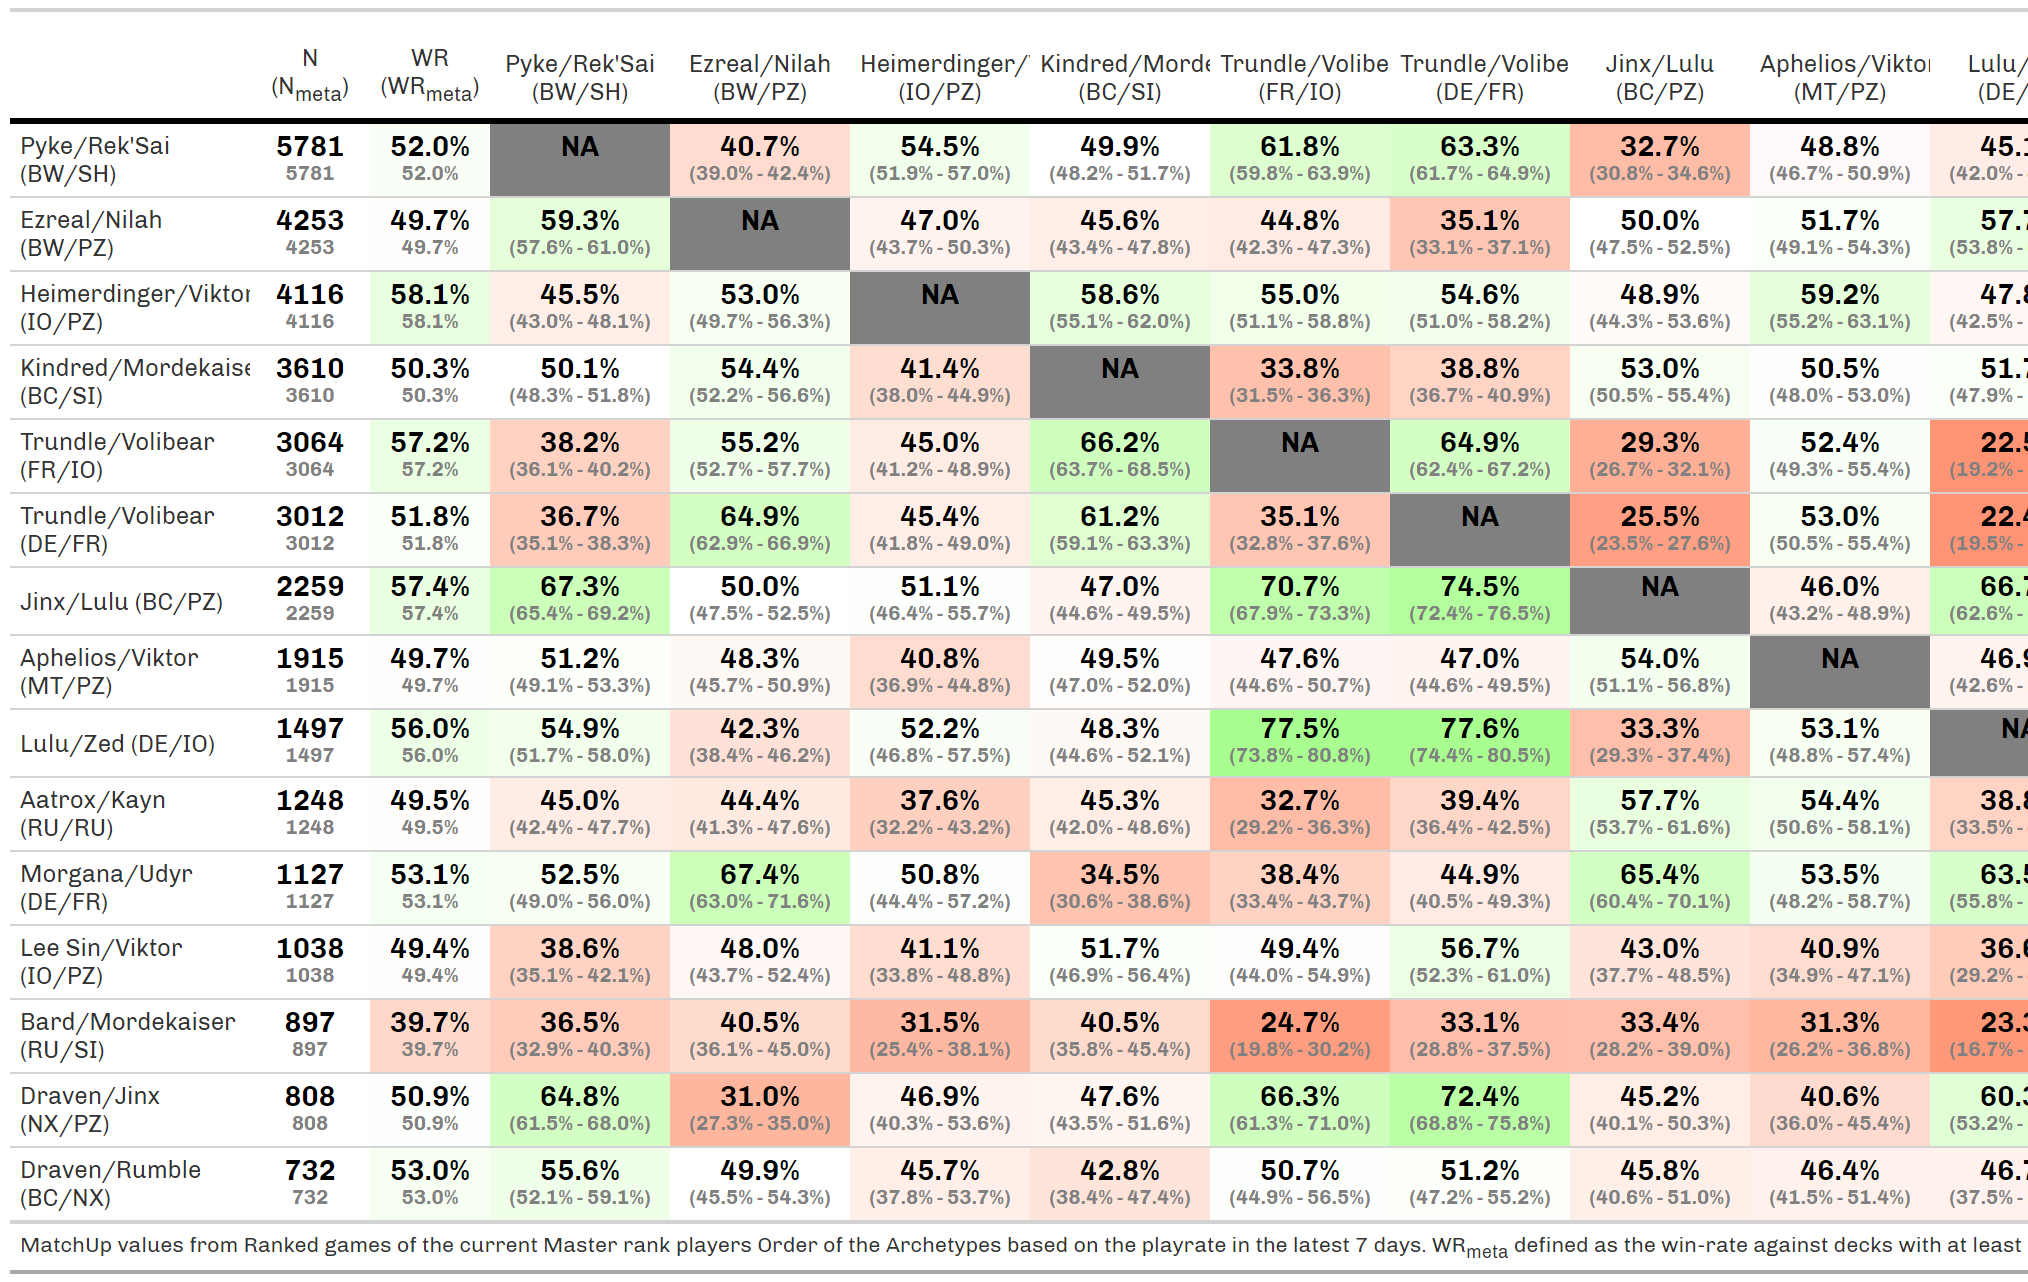 N WR Pyke/Rek'Sai Ezreal/Nilah Heimerdinger/ Kindred/Morde Trundle/Volibe Trundle/Volibe Jinx/Lulu Aphelios/Viktor Lulu/
(Nmeta) (WRmeta) (BW/SH) (BW/PZ) (IO/PZ) (BC/SI) (FR/IO) (DE/FR) (BC/PZ) (MT/PZ) (DE/
Pyke/Rek'Sai 5781 52.0% NA 40.7% 54.5% 49.9% 61.8% 63.3% 32.7% 48.8% 45.1
(BW/SH) 5781 52.0% (39.0% - 42.4%) (51.9% - 57.0%) (48.2% - 51.7%) (59.8% - 63.9%) (61.7% - 64.9%) (30.8% - 34.6%) (46.7% - 50.9%) (42.0% -
Ezreal/Nilah 4253 49.7% 59.3% NA 47.0% 45.6% 44.8% 35.1% 50.0% 51.7% 57.7
(BW/PZ) 4253 49.7% (57.6% - 61.0%) (43.7% - 50.3%) (43.4% - 47.8%) (42.3% - 47.3%) (33.1% - 37.1%) (47.5% - 52.5%) (49.1% - 54.3%) (53.8% -
Heimerdinger/Viktor 4116 58.1% 45.5% 53.0% NA 58.6% 55.0% 54.6% 48.9% 59.2% 47.8
(IO/PZ) 4116 58.1% (43.0% - 48.1%) (49.7% - 56.3%) (55.1% - 62.0%) (51.1% - 58.8%) (51.0% - 58.2%) (44.3% - 53.6%) (55.2% - 63.1%) (42.5% -
Kindred/Mordekaise 3610 50.3% 50.1% 54.4% 41.4% NA 33.8% 38.8% 53.0% 50.5% 51.7
(BC/SI) 3610 50.3% (48.3% - 51.8%) (52.2% - 56.6%) (38.0% - 44.9%) (31.5% - 36.3%) (36.7% - 40.9%) (50.5% - 55.4%) (48.0% - 53.0%) (47.9% -
Trundle/Volibear 3064 57.2% 38.2% 55.2% 45.0% 66.2% NA 64.9% 29.3% 52.4% 22.5
(FR/IO) 3064 57.2% (36.1% - 40.2%) (52.7% - 57.7%) (41.2% - 48.9%) (63.7% - 68.5%) (62.4% - 67.2%) (26.7% - 32.1%) (49.3% - 55.4%) (19.2% -
Trundle/Volibear 3012 51.8% 36.7% 64.9% 45.4% 61.2% 35.1% NA 25.5% 53.0% 22.4
(DE/FR) 3012 51.8% (35.1% - 38.3%) (62.9% - 66.9%) (41.8% - 49.0%) (59.1% - 63.3%) (32.8% - 37.6%) (23.5% - 27.6%) (50.5% - 55.4%) (19.5% -
Jinx/Lulu (BC/PZ) 2259 57.4% 67.3% 50.0% 51.1% 47.0% 70.7% 74.5% NA 46.0% 66.7
2259 57.4% (65.4% - 69.2%) (47.5% - 52.5%) (46.4% - 55.7%) (44.6% - 49.5%) (67.9% - 73.3%) (72.4% - 76.5%) (43.2% - 48.9%) (62.6% -
Aphelios/Viktor 1915 49.7% 51.2% 48.3% 40.8% 49.5% 47.6% 47.0% 54.0% NA 46.9
(MT/PZ) 1915 49.7% (49.1% - 53.3%) (45.7% - 50.9%) (36.9% - 44.8%) (47.0% - 52.0%) (44.6% - 50.7%) (44.6% - 49.5%) (51.1% - 56.8%) (42.6% -
Lulu/Zed (DE/IO) 1497 56.0% 54.9% 42.3% 52.2% 48.3% 77.5% 77.6% 33.3% 53.1% NA
1497 56.0% (51.7% - 58.0%) (38.4% - 46.2%) (46.8% - 57.5%) (44.6% - 52.1%) (73.8% - 80.8%) (74.4% - 80.5%) (29.3% - 37.4%) (48.8% - 57.4%)
Aatrox/Kayn 1248 49.5% 45.0% 44.4% 37.6% 45.3% 32.7% 39.4% 57.7% 54.4% 38.8
(RU/RU) 1248 49.5% (42.4% - 47.7%) (41.3% - 47.6%) (32.2% - 43.2%) (42.0% - 48.6%) (29.2% - 36.3%) (36.4% - 42.5%) (53.7% - 61.6%) (50.6% - 58.1%) (33.5% -
Morgana/Udyr 1127 53.1% 52.5% 67.4% 50.8% 34.5% 38.4% 44.9% 65.4% 53.5% 63.5
(DE/FR) 1127 53.1% (49.0% - 56.0%) (63.0% - 71.6%) (44.4% - 57.2%) (30.6% - 38.6%) (33.4% - 43.7%) (40.5% - 49.3%) (60.4% - 70.1%) (48.2% - 58.7%) (55.8% -
Lee Sin/Viktor 1038 49.4% 38.6% 48.0% 41.1% 51.7% 49.4% 56.7% 43.0% 40.9% 36.6
(IO/PZ) 1038 49.4% (35.1% - 42.1%) (43.7% - 52.4%) (33.8% - 48.8%) (46.9% - 56.4%) (44.0% - 54.9%) (52.3% - 61.0%) (37.7% - 48.5%) (34.9% - 47.1%) (29.2% -
Bard/Mordekaiser 897 39.7% 36.5% 40.5% 31.5% 40.5% 24.7% 33.1% 33.4% 31.3% 23.3
(RU/SI) 897 39.7% (32.9% - 40.3%) (36.1% - 45.0%) (25.4% - 38.1%) (35.8% - 45.4%) (19.8% - 30.2%) (28.8% - 37.5%) (28.2% - 39.0%) (26.2% - 36.8%) (16.7% -
Draven/Jinx 808 50.9% 64.8% 31.0% 46.9% 47.6% 66.3% 72.4% 45.2% 40.6% 60.3
(NX/PZ) 808 50.9% (61.5% - 68.0%) (27.3% - 35.0%) (40.3% - 53.6%) (43.5% - 51.6%) (61.3% - 71.0%) (68.8% - 75.8%) (40.1% - 50.3%) (36.0% - 45.4%) (53.2% -
Draven/Rumble 732 53.0% 55.6% 49.9% 45.7% 42.8% 50.7% 51.2% 45.8% 46.4% 46.7
(BC/NX) 732 53.0% (52.1% - 59.1%) (45.5% - 54.3%) (37.8% - 53.7%) (38.4% - 47.4%) (44.9% - 56.5%) (47.2% - 55.2%) (40.6% - 51.0%) (41.5% - 51.4%) (37.5% -
MatchUp values from Ranked games of the current Master rank players Order of the Archetypes based on the playrate in the latest 7 days. WRmeta defined as the win-rate against decks with at least